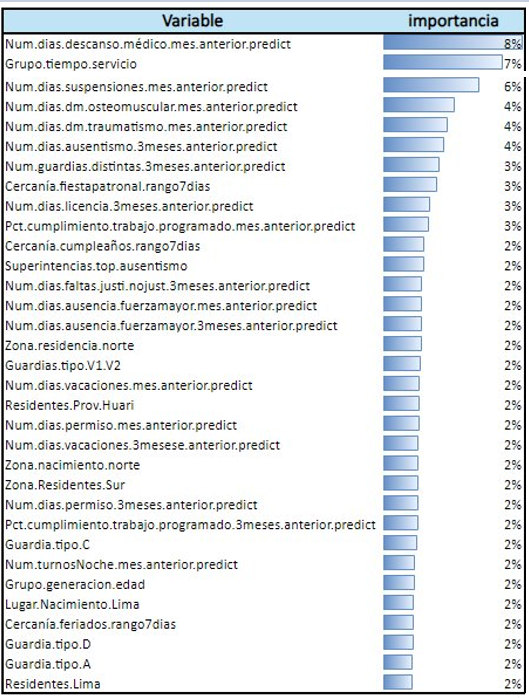 Variable importancia
Num.dias.descanso.médico.mes.anterior.predict 8%
Grupo.tiempo.servicio 7%
Num.dias.suspensiones.mes.anterior.predict 6%
Num.dias.dm.osteomuscular.mes.anterior.predict 4%
Num.dias.dm.traumatismo.mes.anterior.predict 4%
Num.dias.ausentismo.3meses.anterior.predict 4%
Num.guardias.distintas.3meses.anterior.predict 3%
Cercanía.fiestapatronal.rango7dias 3%
Num.dias.licencia.3meses.anterior.predict 3%
Pct.cumplimiento.trabajo.programado.mes.anterior.predict 3%
Cercanía.cumpleaños.rango7dias 2%
Superintencias.top.ausentismo 2%
Num.dias.faltas.justi.nojust.3meses.anterior.predict 2%
Num.dias.ausencia.fuerzamayor.mes.anterior.predict 2%
Num.dias.ausencia.fuerzamayor.3meses.anterior.predict 2%
Zona.residencia.norte 2%
Guardias.tipo.V1.V2 2%
Num.dias.vacaciones.mes.anterior.predict 2%
Residentes.Prov.Huari 2%
Num.dias.permiso.mes.anterior.predict 2%
Num.dias.vacaciones.3mesese.anterior.predict 2%
Zona.nacimiento.norte 2%
Zona.Residentes.Sur 2%
Num.dias.permiso.3meses.anterior.predict 2%
Pct.cumplimiento.trabajo.programado.3meses.anterior.predict 2%
Guardia.tipo.C 2%
Num.turnosNoche.mes.anterior.predict 2%
Grupo.generacion.edad 2%
Lugar.Nacimiento.Lima 2%
Cercanía.feriados.rango7dias 2%
Guardia.tipo.D 2%
Guardia.tipo.A 2%
Residentes.Lima 2%